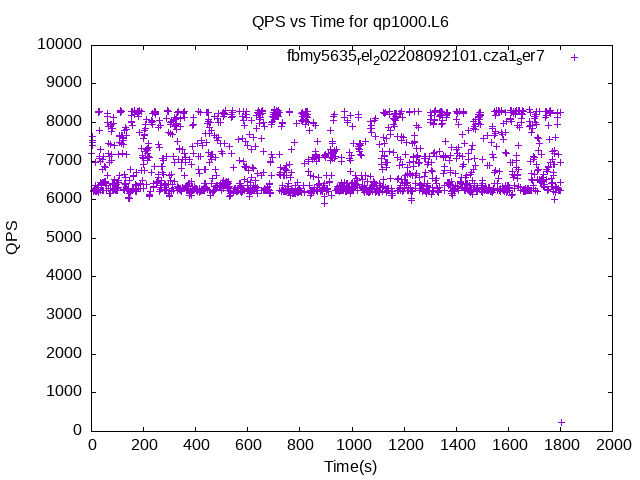 QPS vs Time for qp1000.L6
fbmy5635rel202208092101.cza1ser7
10000
9000
8000
7000
6000
5000
4000
3000
2000
1000
0
QPS
0 200 400 600 800 1000 1200 1400 1600 1800 2000
Time(s)